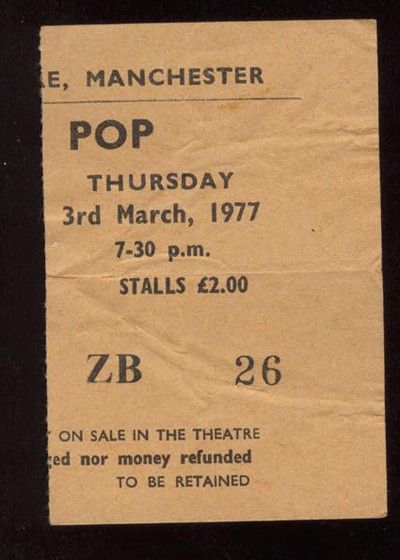 RE, MANCHESTER
POP
THURSDAY
3rd March, 1977
7-30 p.m.
STALLS £2.00
ZB 26
ON SALE IN THE THEATRE
ed nor money refunded
TO BE RETAINED